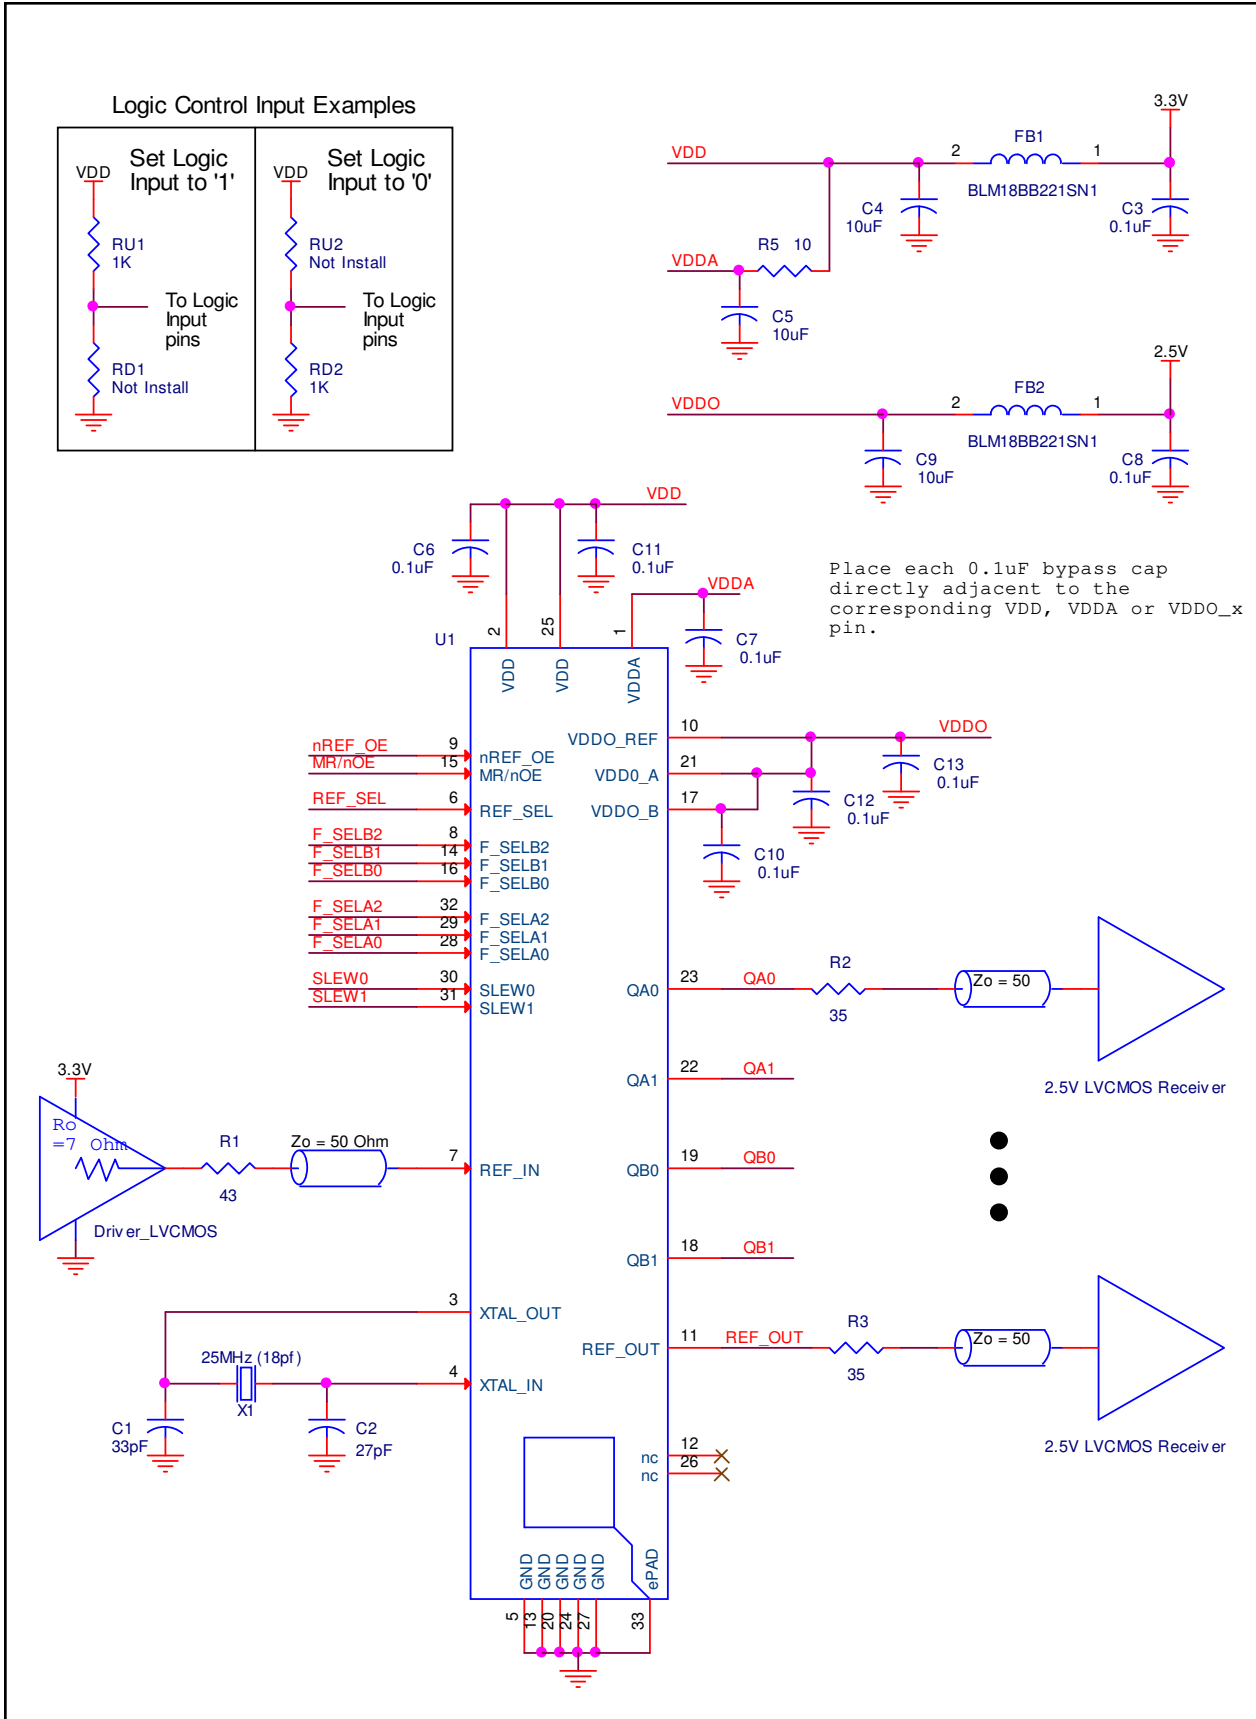 Logic Control Input Examples
Set Logic
Input to '1'
VDD
RU1
1K
To Logic
Input
pins
RD1
Not Install
Set Logic
Input to '0'
VDD
RU2
Not Install
To Logic
Input
pins
RD2
1K
3.3V
VDD
2
FB1
1
BLM18BB221SN1
C4
10uF
C3
0.1uF
VDDA
R5 10
C5
10uF
2.5V
VDDO
2
FB2
1
BLM18BB221SN1
C9
10uF
C8
0.1uF
VDD
C6
0.1uF
C11
0.1uF
VDDA
C7
0.1uF
Place each 0.1uF bypass cap
directly adjacent to the
corresponding VDD, VDDA or VDDO_x
pin.
U1
2
25
1
VDD
VDD
VDDA
nREF_OE 9 nREF_OE
MR/nOE 15 MR/nOE
REF_SEL 6 REF_SEL
F_SELB2 8 F_SELB2
F_SELB1 14 F_SELB1
F_SELB0 16 F_SELB0
F_SELA2 32 F_SELA2
F_SELA1 29 F_SELA1
F_SELA0 28 F_SELA0
SLEW0 30 SLEW0
SLEW1 31 SLEW1
VDDO_REF 10 VDDO
VDD0_A 21
VDDO_B 17
C13
0.1uF
C12
0.1uF
C10
0.1uF
QA0 23 QA0
R2
35
Zo = 50
2.5V LVCMOS Receiver
QA1 22 QA1
QB0 19 QB0
QB1 18 QB1
3.3V
Ro
=7 Ohm
Driver_LVCMOS
R1
43
Zo = 50 Ohm
7 REF_IN
3 XTAL_OUT
25MHz (18pf)
X1
4 XTAL_IN
C1
33pF
C2
27pF
REF_OUT 11 REF_OUT
R3
35
Zo = 50
2.5V LVCMOS Receiver
nc 12
nc 26
GND
GND
GND
GND
GND
ePAD
5
13
20
24
27
33